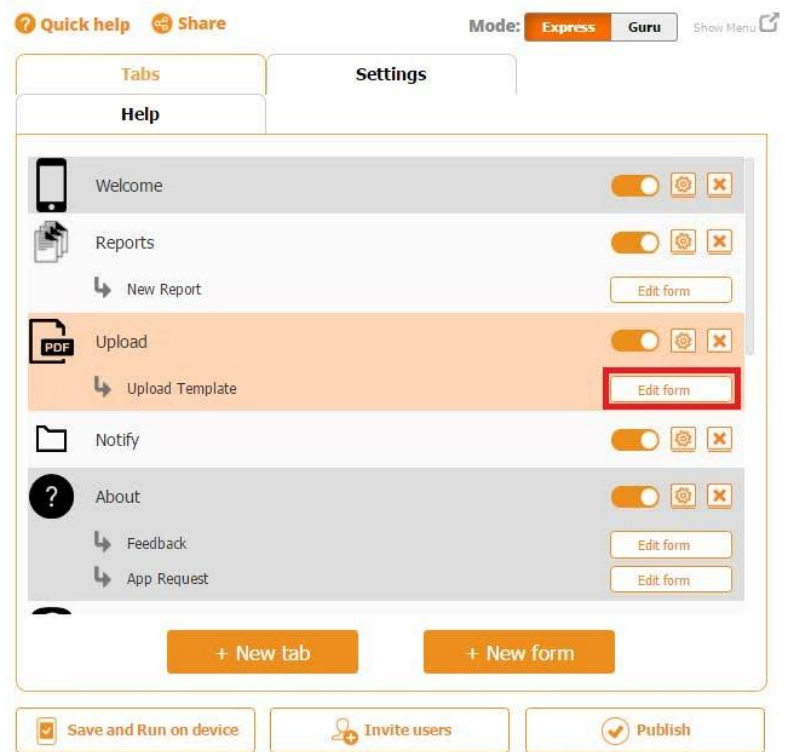 Quick help Share Mode: Express Guru Show Menu
Tabs Settings
Help
Welcome
Reports
New Report Edit form
PDF Upload
Upload Template Edit form
Notify
? About
Feedback Edit form
App Request Edit form
+ New tab + New form
Save and Run on device Invite users Publish